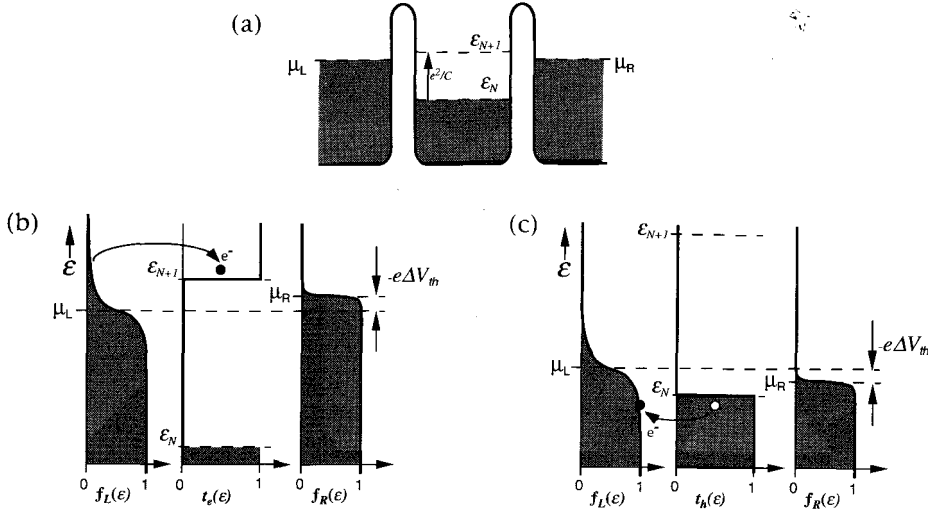 (a)
ε_{N+1}
μ_L
e²/C
ε_N
μ_R
(b)
ε
e⁻
ε_{N+1}
-eΔV_th
μ_R
μ_L
ε_N
0 1 0 1 0 1
f_L(ε) t_e(ε) f_R(ε)
(c)
ε_{N+1}
ε
-eΔV_th
μ_L
ε_N
μ_R
e⁻
0 1 0 1 0 1
f_L(ε) t_h(ε) f_R(ε)